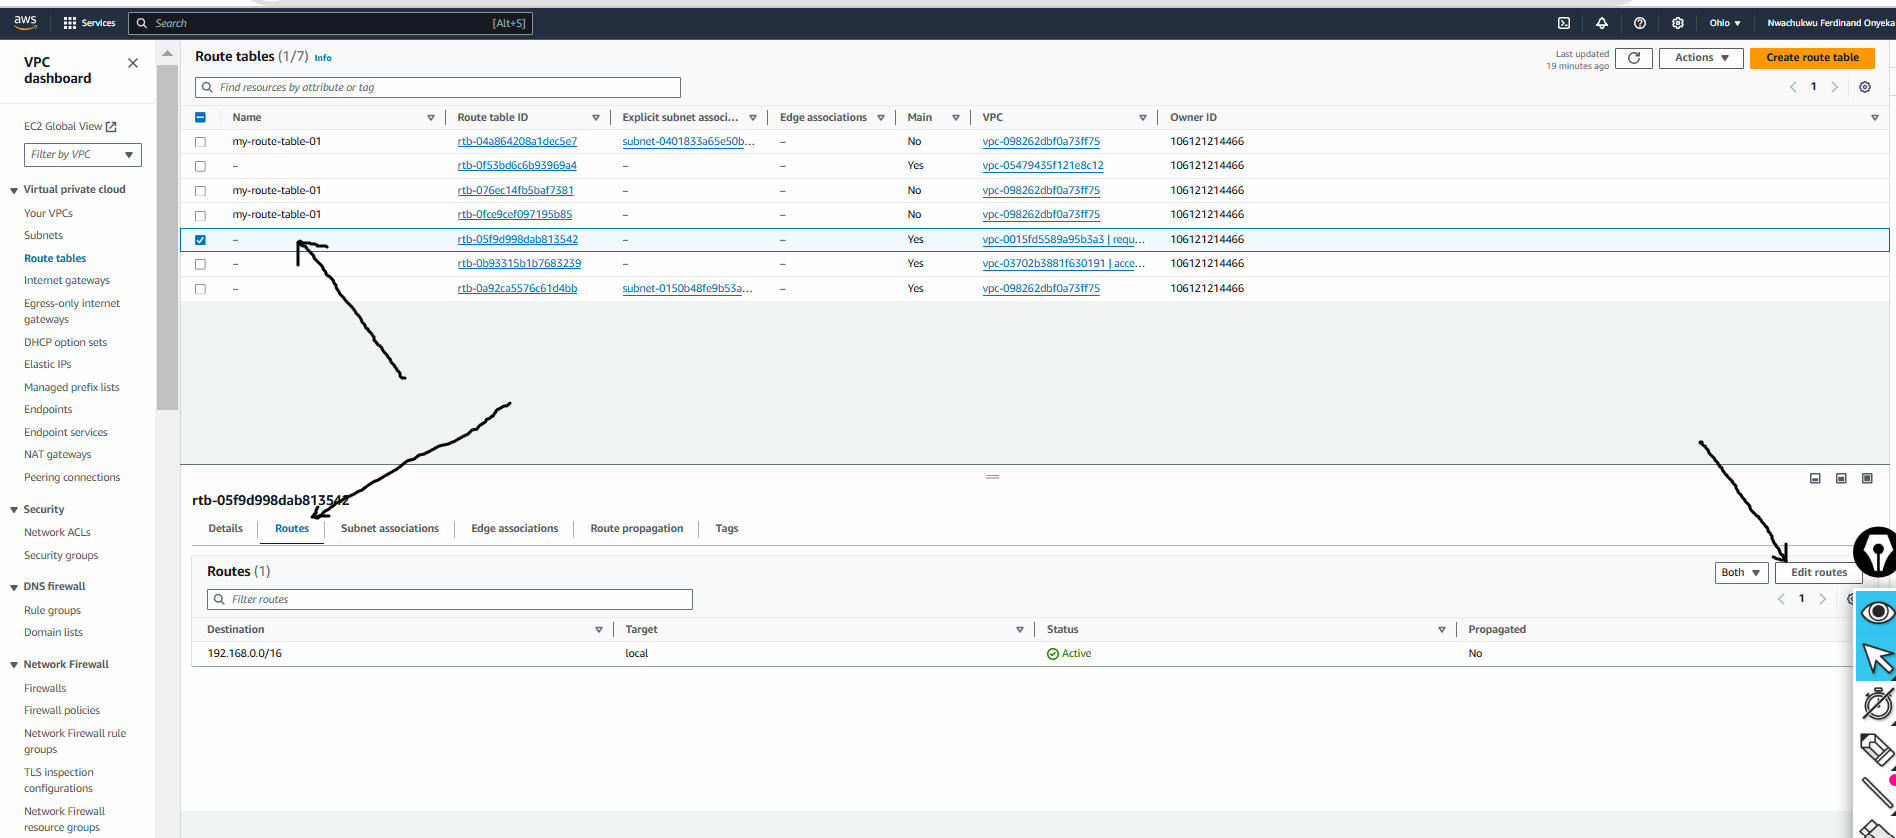 aws Services Search [Alt+S] Ohio Nwachukwu Ferdinand Onyeka
VPC dashboard
EC2 Global View
Filter by VPC
Virtual private cloud
Your VPCs
Subnets
Route tables
Internet gateways
Egress-only internet
gateways
DHCP option sets
Elastic IPs
Managed prefix lists
Endpoints
Endpoint services
NAT gateways
Peering connections
Security
Network ACLs
Security groups
DNS firewall
Rule groups
Domain lists
Network Firewall
Firewalls
Firewall policies
Network Firewall rule
groups
TLS inspection
configurations
Network Firewall
resource groups
Route tables (1/7) Info
Last updated
19 minutes ago
Actions
Create route table
Find resources by attribute or tag
1
Name Route table ID Explicit subnet associ... Edge associations Main VPC Owner ID
my-route-table-01 rtb-04a864208a1dec5e7 subnet-0401833a65e50b... – No vpc-098262dbf0a73ff75 106121214466
– rtb-0f53bd6c6b93969a4 – – Yes vpc-05479435f121e8c12 106121214466
my-route-table-01 rtb-076ec14fb5baf7381 – – No vpc-098262dbf0a73ff75 106121214466
my-route-table-01 rtb-0fce9cef097195b85 – – No vpc-098262dbf0a73ff75 106121214466
– rtb-05f9d998dab813542 – – Yes vpc-0015fd5589a95b3a3 | requ... 106121214466
– rtb-0b93315b1b7683239 – – Yes vpc-03702b3881f630191 | acce... 106121214466
– rtb-0a92ca5576c61d4bb subnet-0150b48fe9b53a... – Yes vpc-098262dbf0a73ff75 106121214466
rtb-05f9d998dab813542
Details Routes Subnet associations Edge associations Route propagation Tags
Routes (1)
Both Edit routes
Filter routes
1
Destination Target Status Propagated
192.168.0.0/16 local Active No